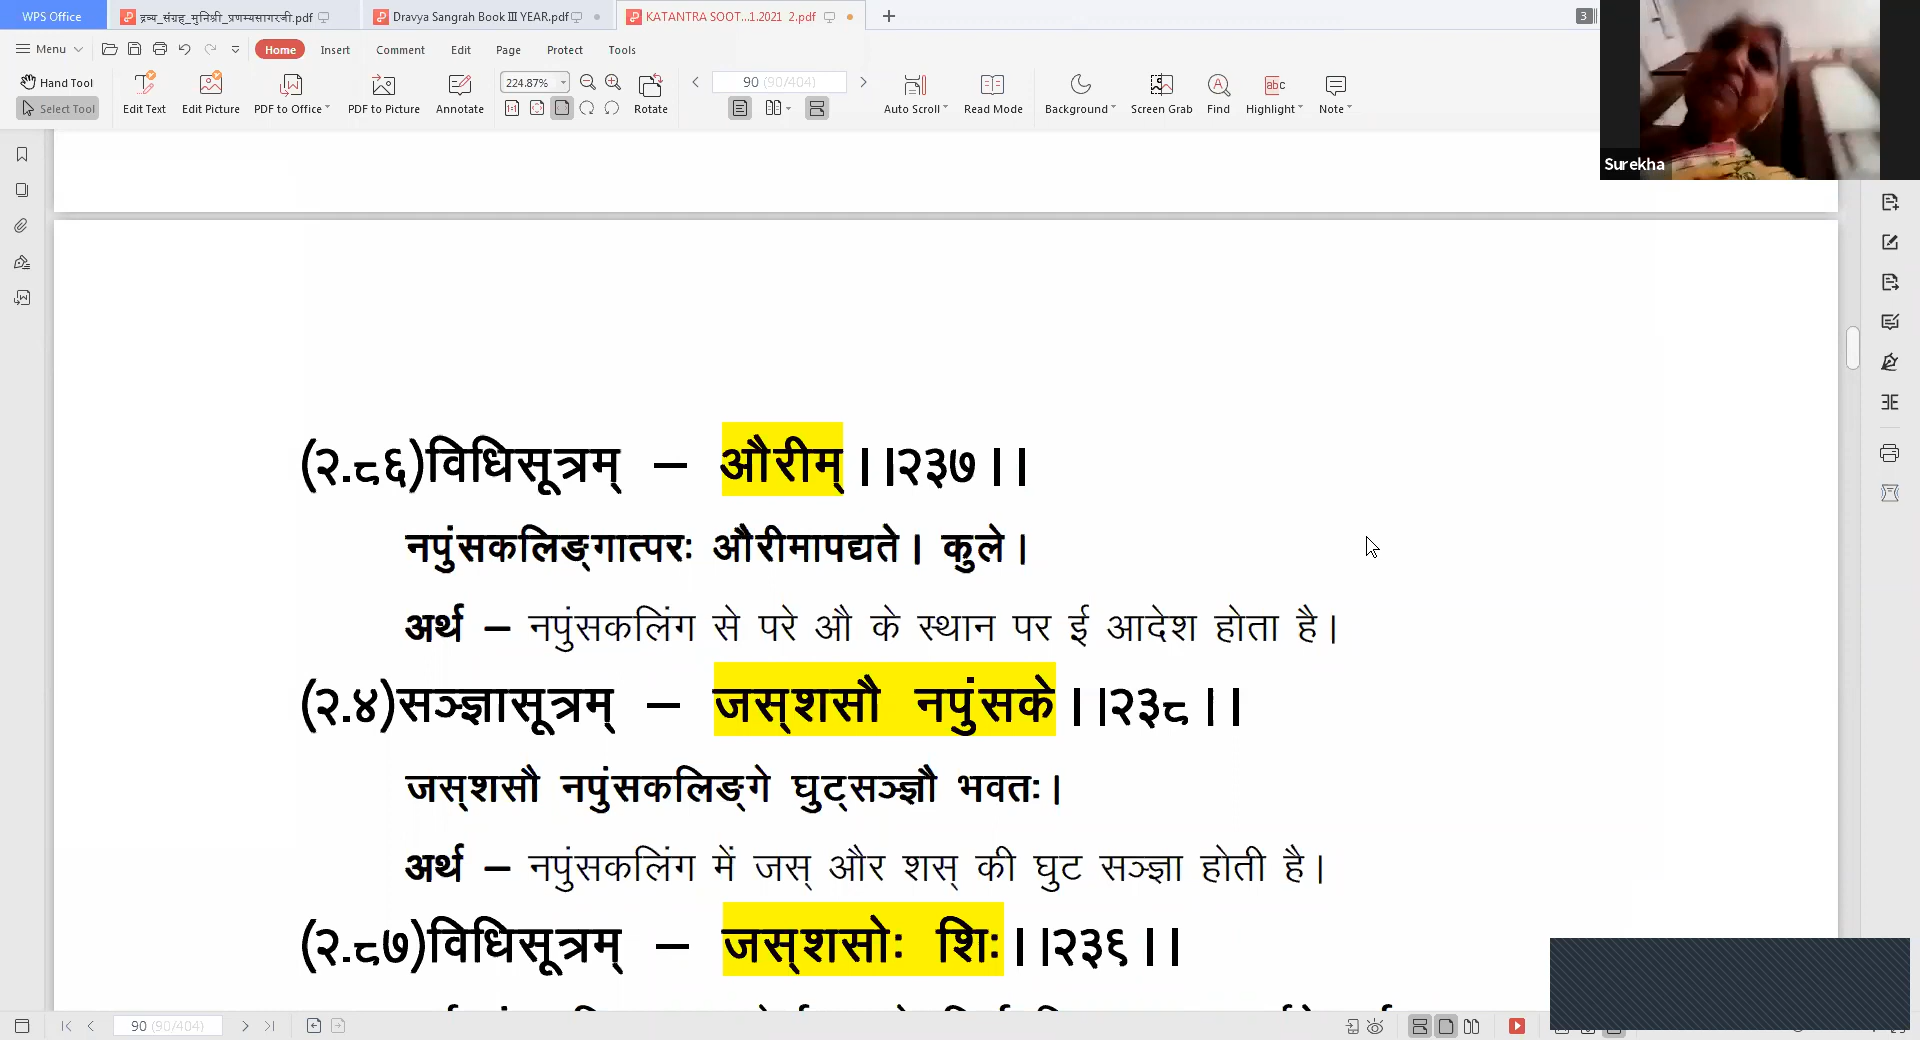 WPS Office
द्रव्य_संग्रह_मुनिश्री_प्रणम्यसागरजी.pdf
Dravya Sangrah Book III YEAR.pdf
KATANTRA SOOT...1.2021 2.pdf
3
Menu
Home
Insert
Comment
Edit
Page
Protect
Tools
Hand Tool
Select Tool
Edit Text
Edit Picture
PDF to Office
PDF to Picture
Annotate
224.87%
Rotate
90 (90/404)
Auto Scroll
Read Mode
Background
Screen Grab
Find
Highlight
Note
Surekha
(२.८६)विधिसूत्रम् – औरीम्।।२३७।।
नपुंसकलिङ्गात्परः औरीमापद्यते। कुले।
अर्थ – नपुंसकलिंग से परे औ के स्थान पर ई आदेश होता है।
(२.४)सञ्ज्ञासूत्रम् – जस्शसौ नपुंसके।।२३८।।
जस्शसौ नपुंसकलिङ्गे घुट्सञ्ज्ञौ भवतः।
अर्थ – नपुंसकलिंग में जस् और शस् की घुट सञ्ज्ञा होती है।
(२.८७)विधिसूत्रम् – जस्शसोः शिः।।२३९।।
90 (90/404)